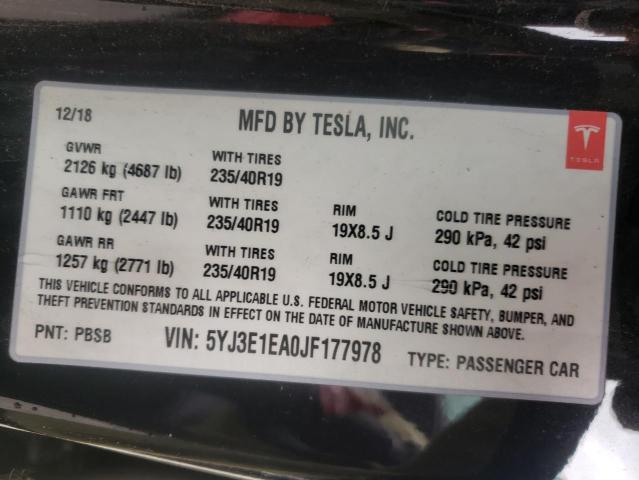 12/18
MFD BY TESLA, INC.
TESLA
GVWR
2126 kg (4687 lb)
WITH TIRES
235/40R19
GAWR FRT
1110 kg (2447 lb)
WITH TIRES
235/40R19
RIM
19X8.5 J
COLD TIRE PRESSURE
290 kPa, 42 psi
GAWR RR
1257 kg (2771 lb)
WITH TIRES
235/40R19
RIM
19X8.5 J
COLD TIRE PRESSURE
290 kPa, 42 psi
THIS VEHICLE CONFORMS TO ALL APPLICABLE U.S. FEDERAL MOTOR VEHICLE SAFETY, BUMPER, AND
THEFT PREVENTION STANDARDS IN EFFECT ON THE DATE OF MANUFACTURE SHOWN ABOVE.
PNT: PBSB
VIN: 5YJ3E1EA0JF177978
TYPE: PASSENGER CAR